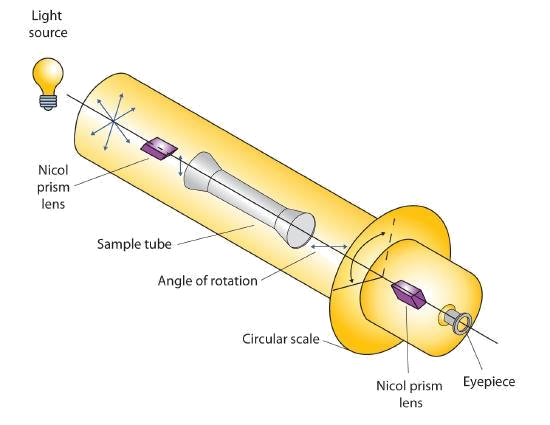 Light
source
Nicol
prism
lens
Sample tube
Angle of rotation
Circular scale
Nicol prism
lens
Eyepiece